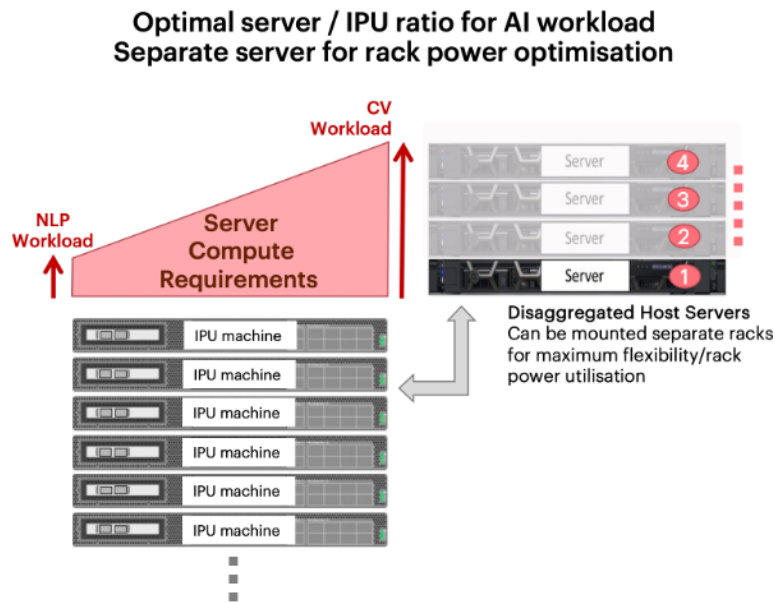 Optimal server / IPU ratio for AI workload
Separate server for rack power optimisation
CV
Workload
NLP
Workload
Server
Compute
Requirements
Server 4
Server 3
Server 2
Server 1
Disaggregated Host Servers
Can be mounted separate racks
for maximum flexibility/rack
power utilisation
IPU machine
IPU machine
IPU machine
IPU machine
IPU machine
IPU machine